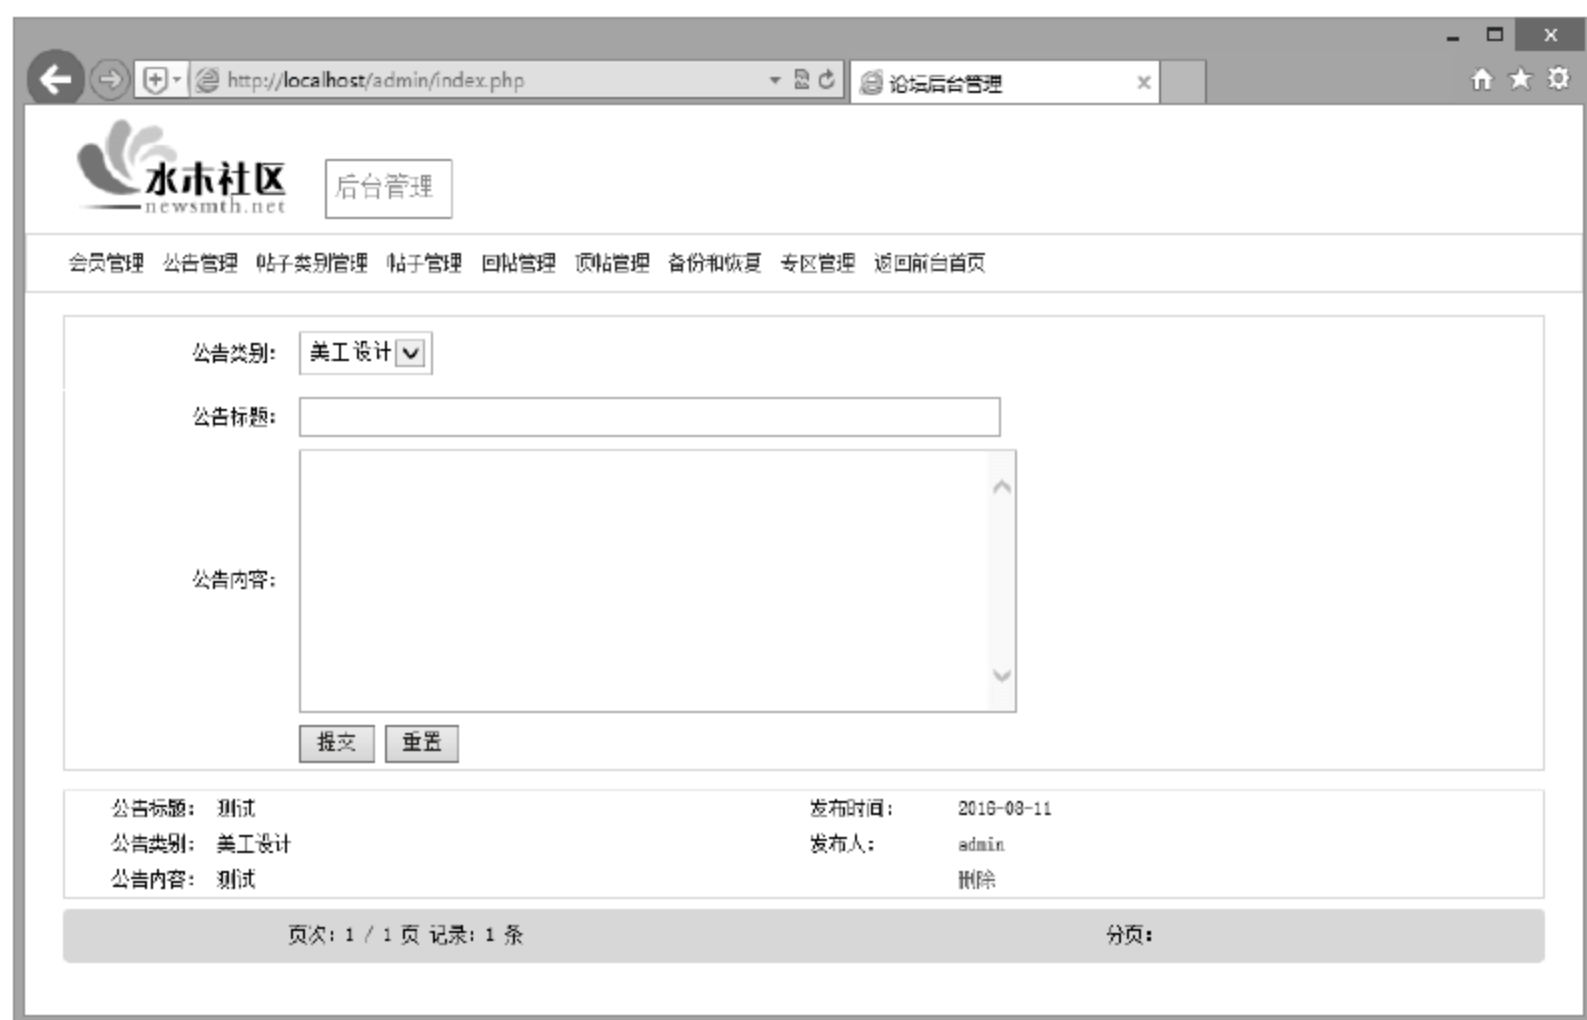 http://localhost/admin/index.php
论坛后台管理
水木社区
newsmth.net
后台管理
会员管理 公告管理 帖子类别管理 帖子管理 回帖管理 顶帖管理 备份和恢复 专区管理 返回前台首页
公告类别： 美工设计
公告标题：
公告内容：
提交 重置
公告标题： 测试 发布时间： 2016-08-11
公告类别： 美工设计 发布人： admin
公告内容： 测试 删除
页次：1 / 1 页 记录：1 条 分页：